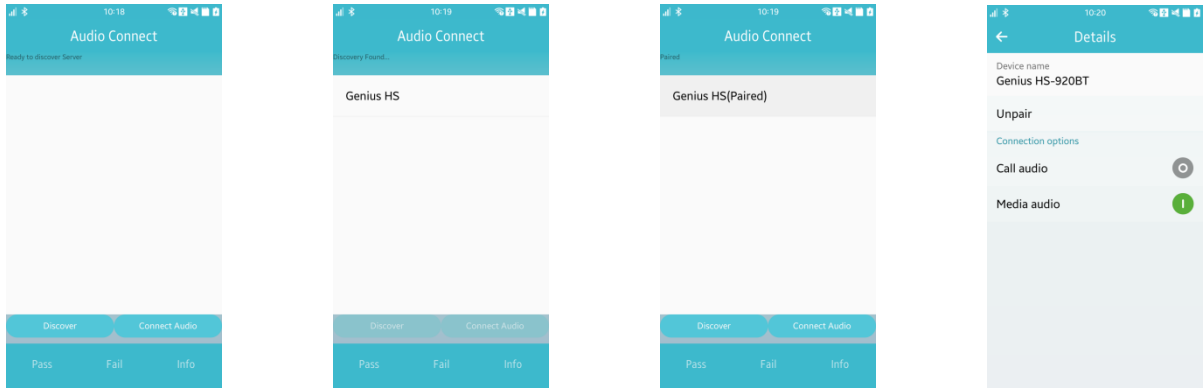 10:18
Audio Connect
Ready to discover Server
Discover
Connect Audio
Pass
Fail
Info
10:19
Audio Connect
Discovery Found...
Genius HS
Discover
Connect Audio
Pass
Fail
Info
10:19
Audio Connect
Paired
Genius HS(Paired)
Discover
Connect Audio
Pass
Fail
Info
10:20
Details
Device name
Genius HS-920BT
Unpair
Connection options
Call audio
Media audio